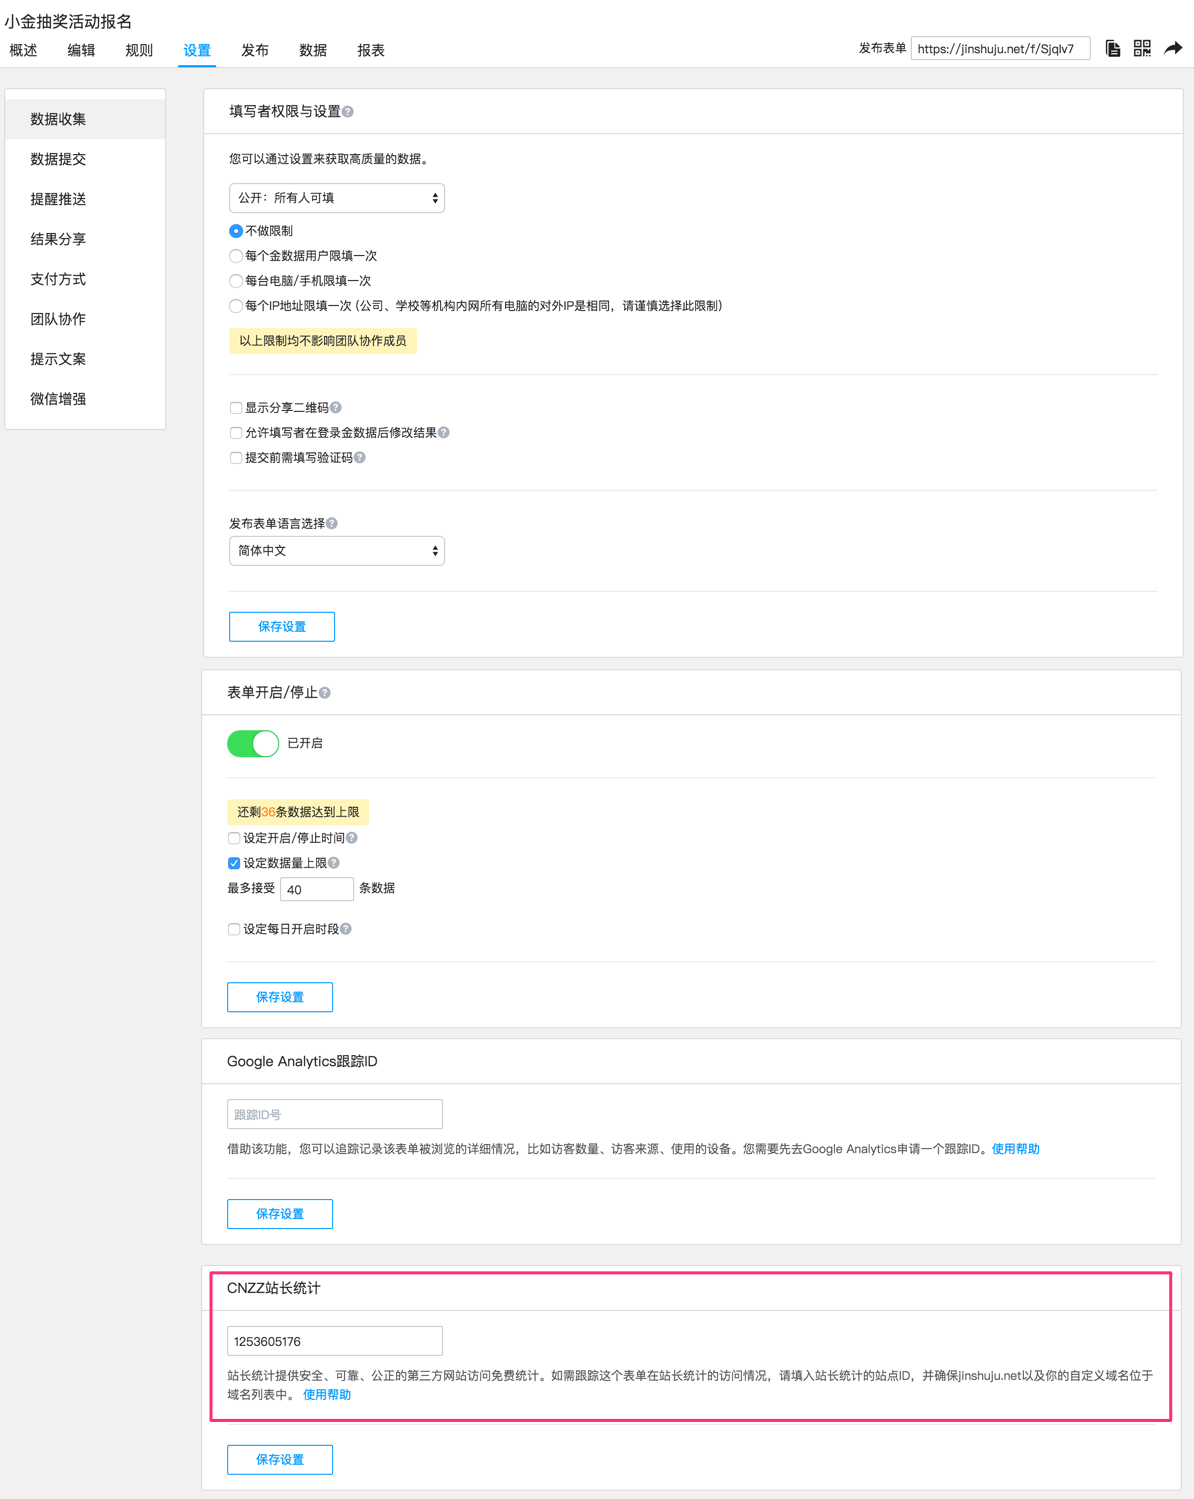 小金抽奖活动报名
概述 编辑 规则 设置 发布 数据 报表
发布表单 https://jinshuju.net/f/Sjqlv7
数据收集
数据提交
提醒推送
结果分享
支付方式
团队协作
提示文案
微信增强
填写者权限与设置?
您可以通过设置来获取高质量的数据。
公开：所有人可填
不做限制
每个金数据用户限填一次
每台电脑/手机限填一次
每个IP地址限填一次 (公司、学校等机构内网所有电脑的对外IP是相同，请谨慎选择此限制)
以上限制均不影响团队协作成员
显示分享二维码?
允许填写者在登录金数据后修改结果?
提交前需填写验证码?
发布表单语言选择?
简体中文
保存设置
表单开启/停止?
已开启
还剩36条数据达到上限
设定开启/停止时间?
设定数据量上限?
最多接受 40 条数据
设定每日开启时段?
保存设置
Google Analytics跟踪ID
跟踪ID号
借助该功能，您可以追踪记录该表单被浏览的详细情况，比如访客数量、访客来源、使用的设备。您需要先去Google Analytics申请一个跟踪ID。使用帮助
保存设置
CNZZ站长统计
1253605176
站长统计提供安全、可靠、公正的第三方网站访问免费统计。如需跟踪这个表单在站长统计的访问情况，请填入站长统计的站点ID，并确保jinshuju.net以及你的自定义域名位于
域名列表中。 使用帮助
保存设置